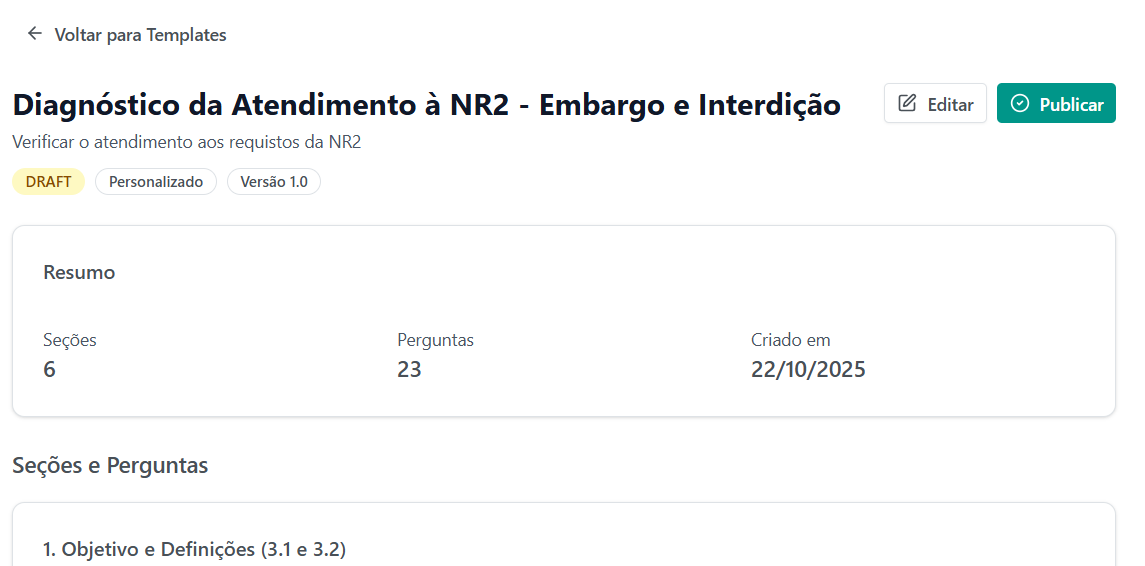 Voltar para Templates
Diagnóstico da Atendimento à NR2 - Embargo e Interdição
Editar
Publicar
Verificar o atendimento aos requistos da NR2
DRAFT
Personalizado
Versão 1.0
Resumo
Seções
Perguntas
Criado em
6
23
22/10/2025
Seções e Perguntas
1. Objetivo e Definições (3.1 e 3.2)